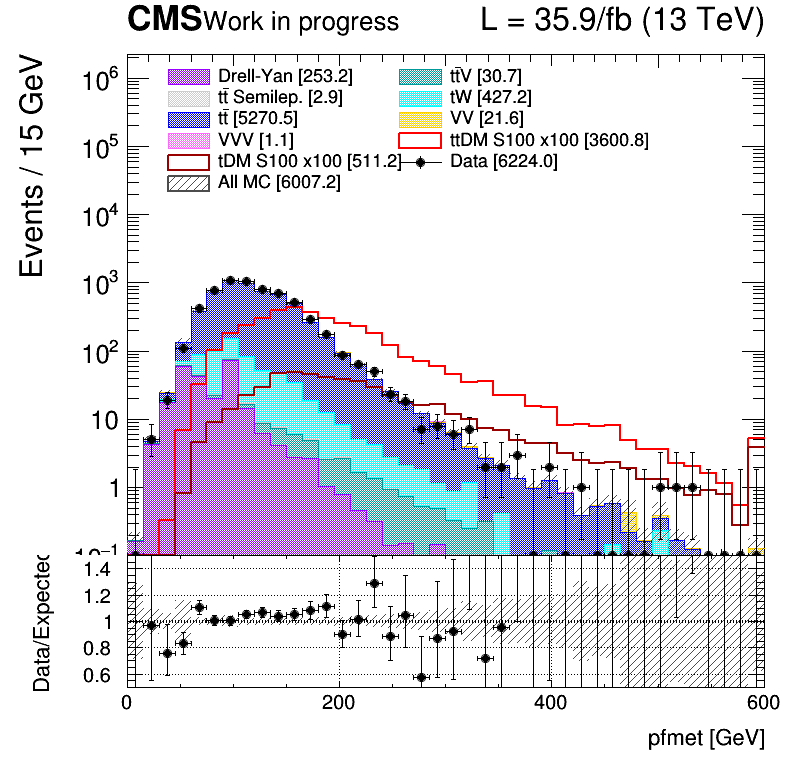 CMS Work in progress L = 35.9/fb (13 TeV)
Events / 15 GeV
Drell-Yan [253.2] tt̄V [30.7]
tt̄ Semilep. [2.9] tW [427.2]
tt̄ [5270.5] VV [21.6]
VVV [1.1] ttDM S100 x100 [3600.8]
tDM S100 x100 [511.2] Data [6224.0]
All MC [6007.2]
10⁶
10⁵
10⁴
10³
10²
10
1
10⁻¹
Data/Expected
1.4
1.2
1
0.8
0.6
0 200 400 600
pfmet [GeV]